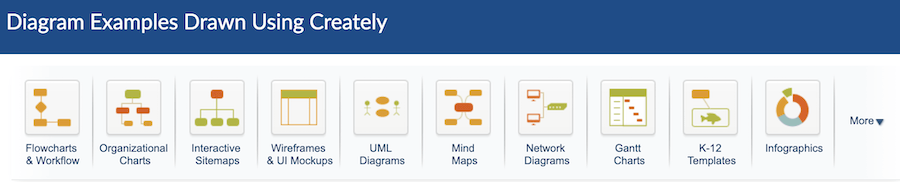 Diagram Examples Drawn Using Creately
Flowcharts
& Workflow
Organizational
Charts
Interactive
Sitemaps
Wireframes
& UI Mockups
UML
Diagrams
Mind
Maps
Network
Diagrams
Gantt
Charts
K-12
Templates
Infographics
More